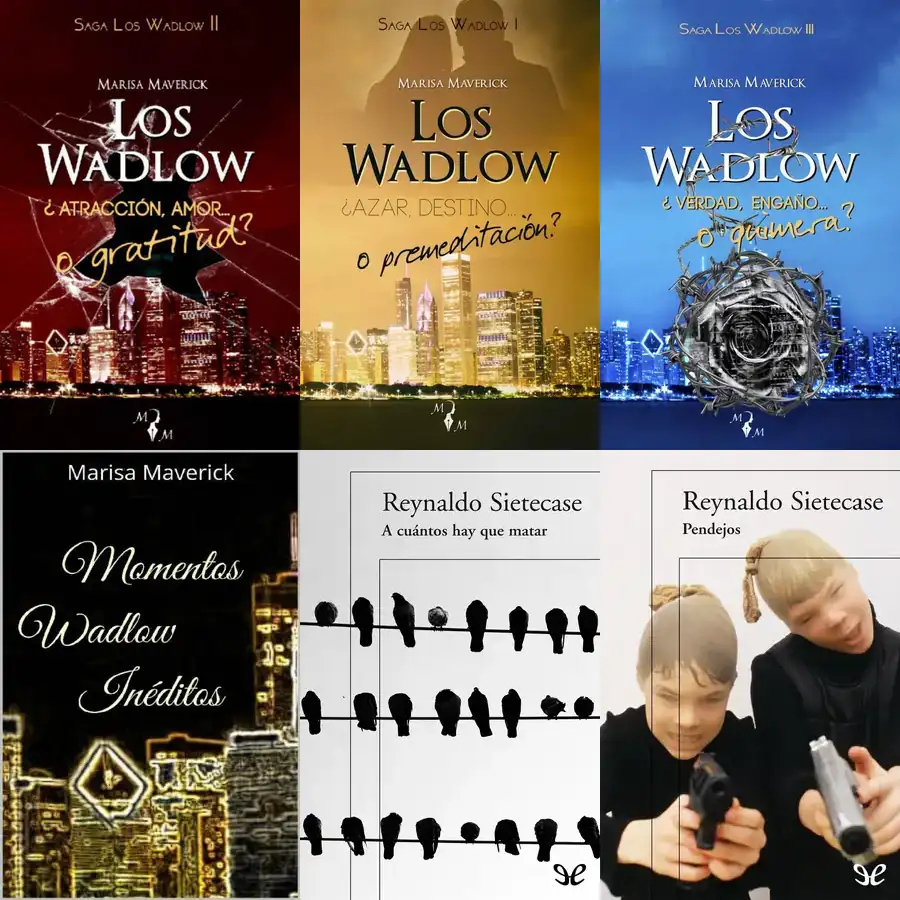 SAGA LOS WADLOW II
MARISA MAVERICK
LOS
WADLOW
¿ATRACCIÓN, AMOR...
o gratitud?
M
M
SAGA LOS WADLOW I
MARISA MAVERICK
LOS
WADLOW
¿AZAR, DESTINO...
o premeditación?
M
M
SAGA LOS WADLOW III
MARISA MAVERICK
LOS
WADLOW
¿VERDAD, ENGAÑO...
o quimera?
M
M
Marisa Maverick
Momentos
Wadlow
Inéditos
Reynaldo Sietecase
A cuántos hay que matar
Reynaldo Sietecase
Pendejos